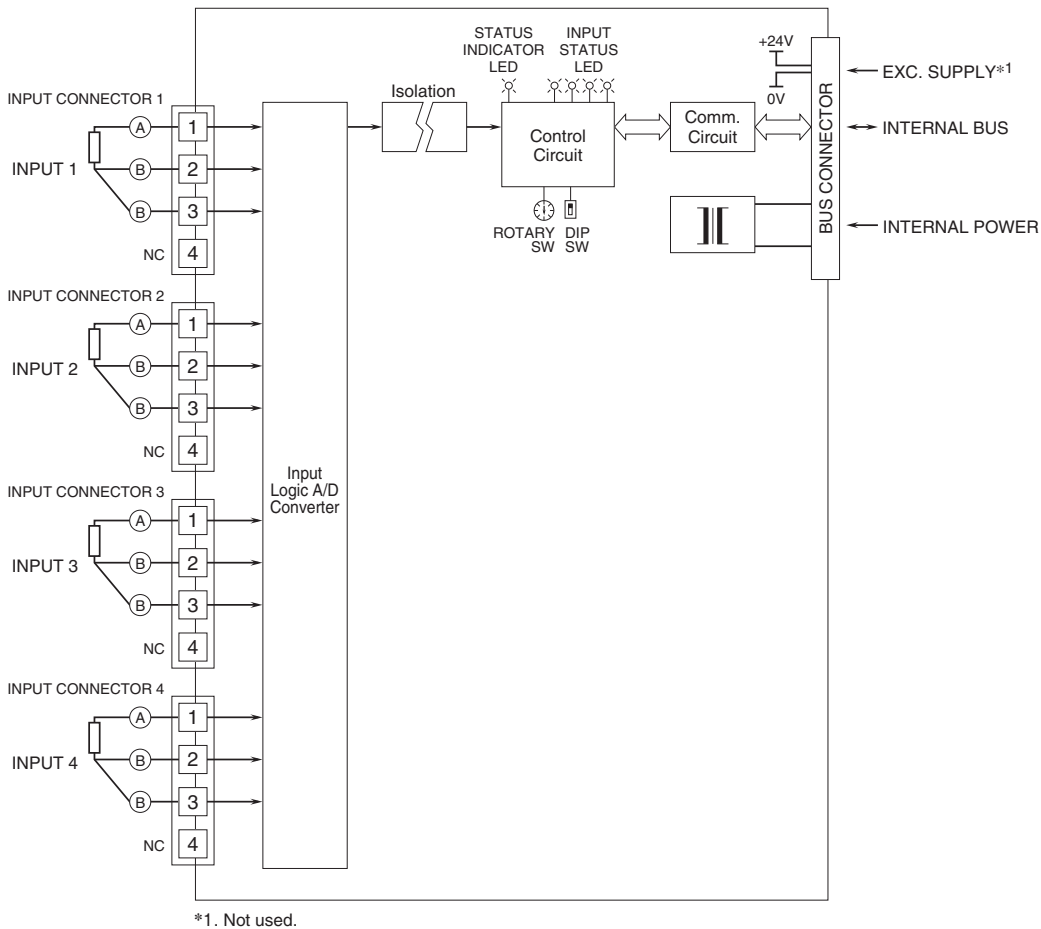 STATUS
INDICATOR
LED
INPUT
STATUS
LED
+24V
0V
EXC. SUPPLY*1
Isolation
Control
Circuit
Comm.
Circuit
BUS CONNECTOR
INTERNAL BUS
ROTARY
SW
DIP
SW
INTERNAL POWER
INPUT CONNECTOR 1
INPUT 1
A
B
B
NC
1
2
3
4
INPUT CONNECTOR 2
INPUT 2
A
B
B
NC
1
2
3
4
Input
Logic A/D
Converter
INPUT CONNECTOR 3
INPUT 3
A
B
B
NC
1
2
3
4
INPUT CONNECTOR 4
INPUT 4
A
B
B
NC
1
2
3
4
*1. Not used.